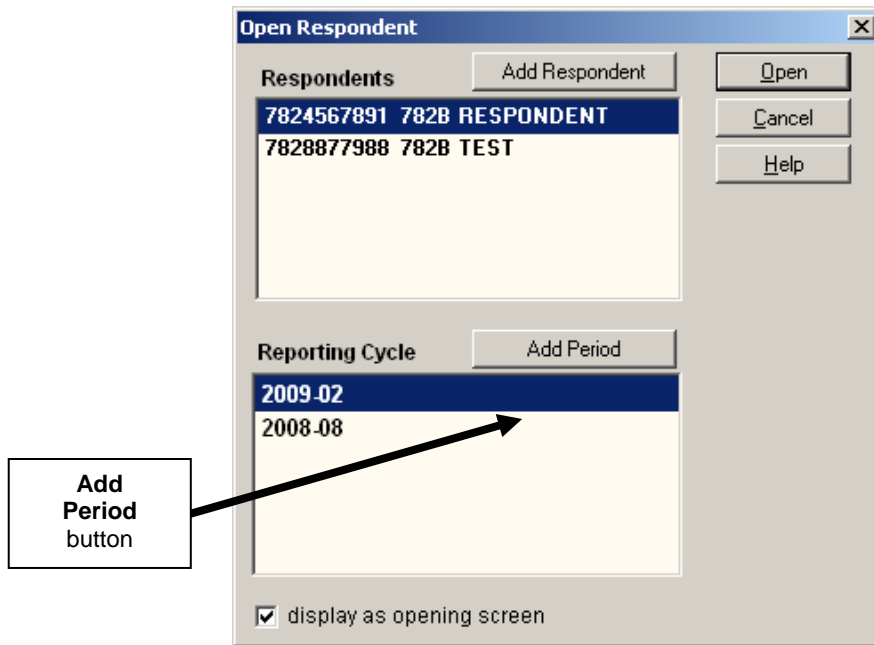 Open Respondent
Respondents
Add Respondent
Open
7824567891 782B RESPONDENT
Cancel
7828877988 782B TEST
Help
Reporting Cycle
Add Period
2009-02
2008-08
Add
Period
button
display as opening screen